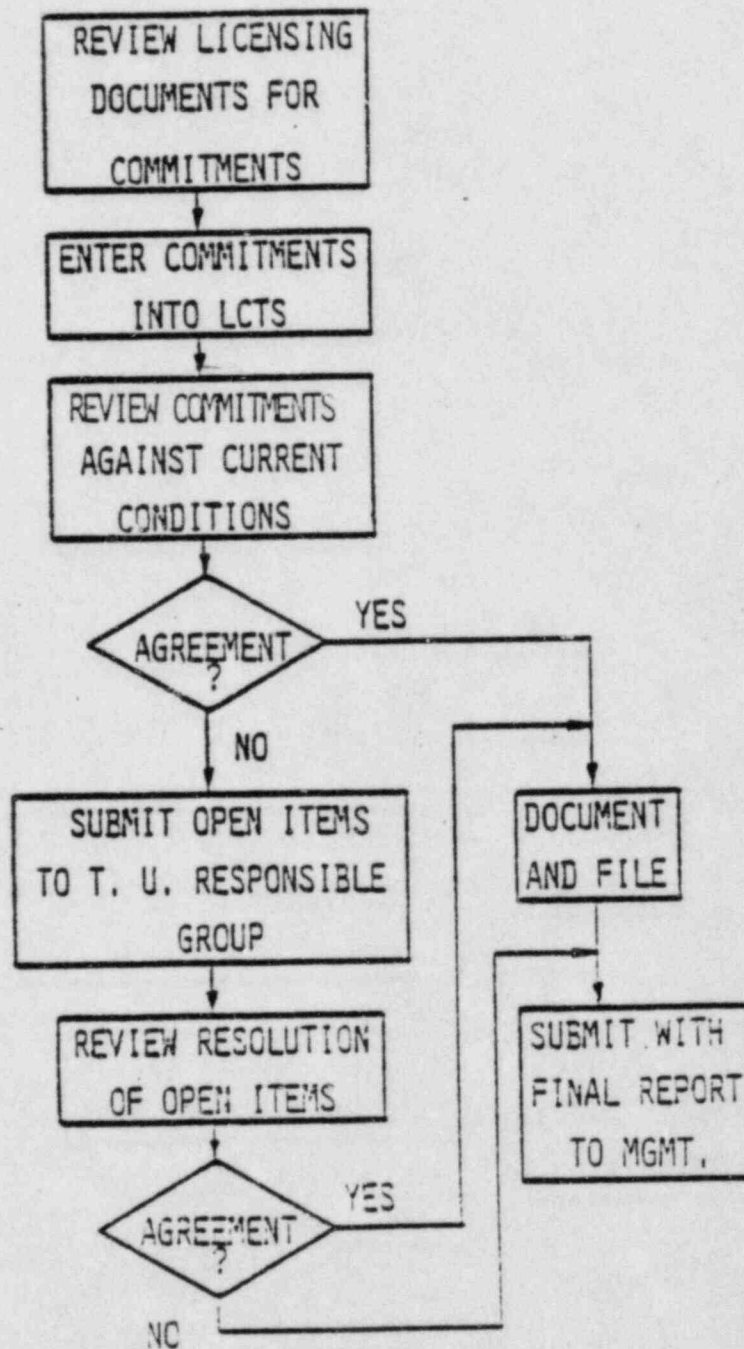 REVIEW LICENSING
DOCUMENTS FOR
COMMITMENTS
ENTER COMMITMENTS
INTO LCTS
REVIEW COMMITMENTS
AGAINST CURRENT
CONDITIONS
AGREEMENT
?
YES
NO
SUBMIT OPEN ITEMS
TO T. U. RESPONSIBLE
GROUP
REVIEW RESOLUTION
OF OPEN ITEMS
AGREEMENT
?
YES
NO
DOCUMENT
AND FILE
SUBMIT WITH
FINAL REPORT
TO MGMT.